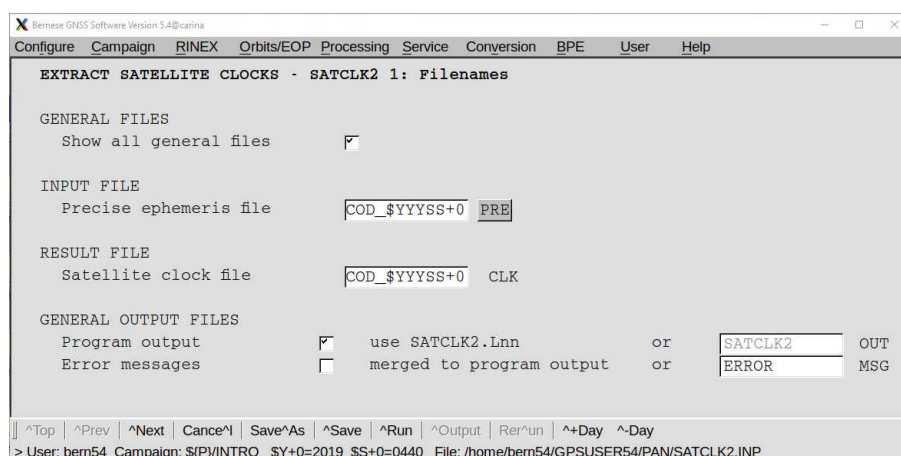 Bernese GNSS Software Version 5.4@carina
Configure Campaign RINEX Orbits/EOP Processing Service Conversion BPE User Help
EXTRACT SATELLITE CLOCKS - SATCLK2 1: Filenames
GENERAL FILES
Show all general files
INPUT FILE
Precise ephemeris file COD_$YYYSS+0 PRE
RESULT FILE
Satellite clock file COD_$YYYSS+0 CLK
GENERAL OUTPUT FILES
Program output use SATCLK2.Lnn or SATCLK2 OUT
Error messages merged to program output or ERROR MSG
^Top | ^Prev | ^Next | Cance^l | Save^As | ^Save | ^Run | ^Output | Rer^un | ^+Day ^-Day
> User: bern54 Campaign: ${P}/INTRO $Y+0=2019 $S+0=0440 File: /home/bern54/GPSUSER54/PAN/SATCLK2.INP